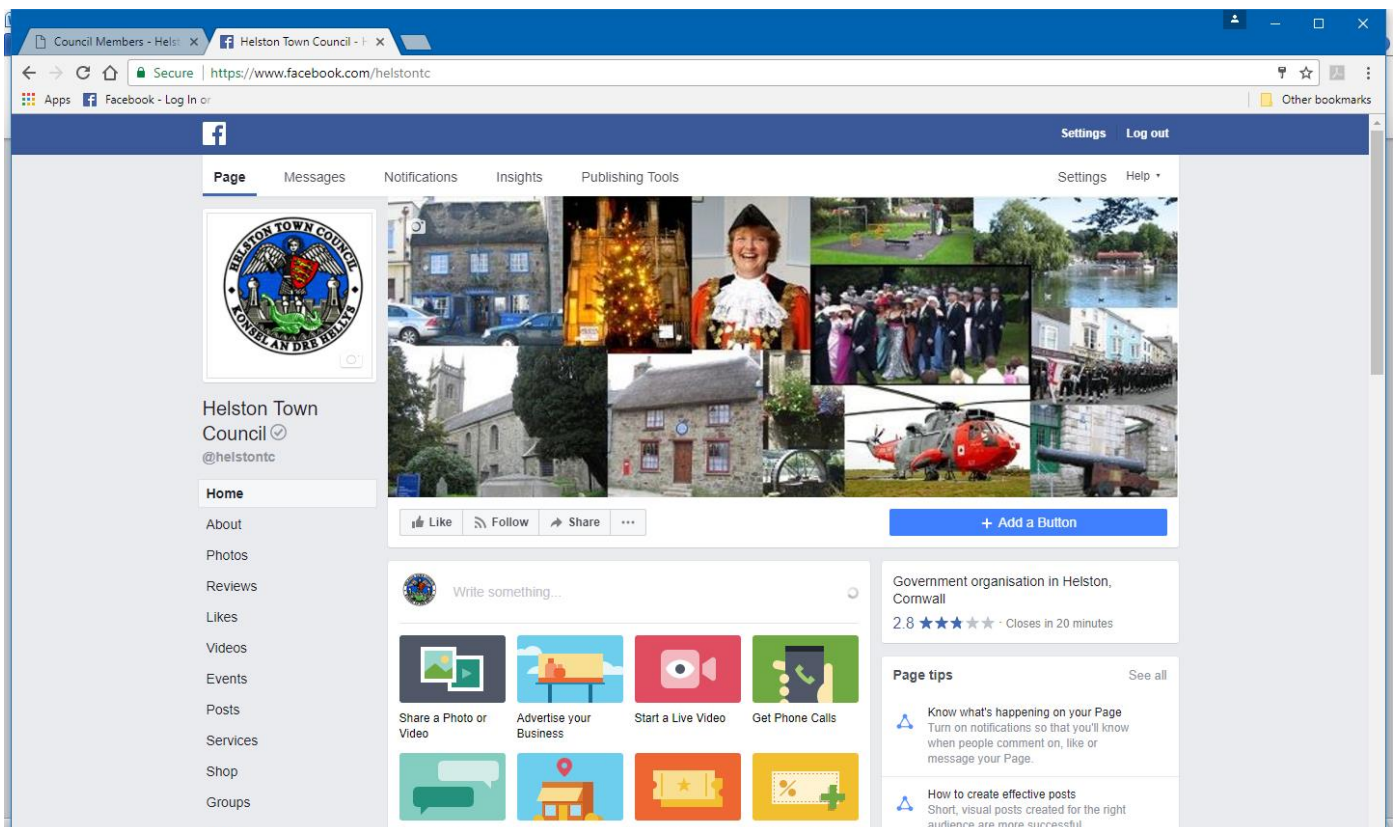 Council Members - Hels
Helston Town Council - H
Secure | https://www.facebook.com/helstontc
Apps Facebook - Log In or
Other bookmarks
Settings Log out
Page Messages Notifications Insights Publishing Tools Settings Help
HELSTON TOWN COUNCIL
KONSEL AN DRE HELLYS
Helston Town
Council
@helstontc
Home
About
Photos
Reviews
Likes
Videos
Events
Posts
Services
Shop
Groups
Like Follow Share ...
+ Add a Button
Write something...
Share a Photo or
Video
Advertise your
Business
Start a Live Video
Get Phone Calls
Government organisation in Helston,
Cornwall
2.8 · Closes in 20 minutes
Page tips See all
Know what's happening on your Page
Turn on notifications so that you'll know
when people comment on, like or
message your Page.
How to create effective posts
Short, visual posts created for the right
audience are more successful